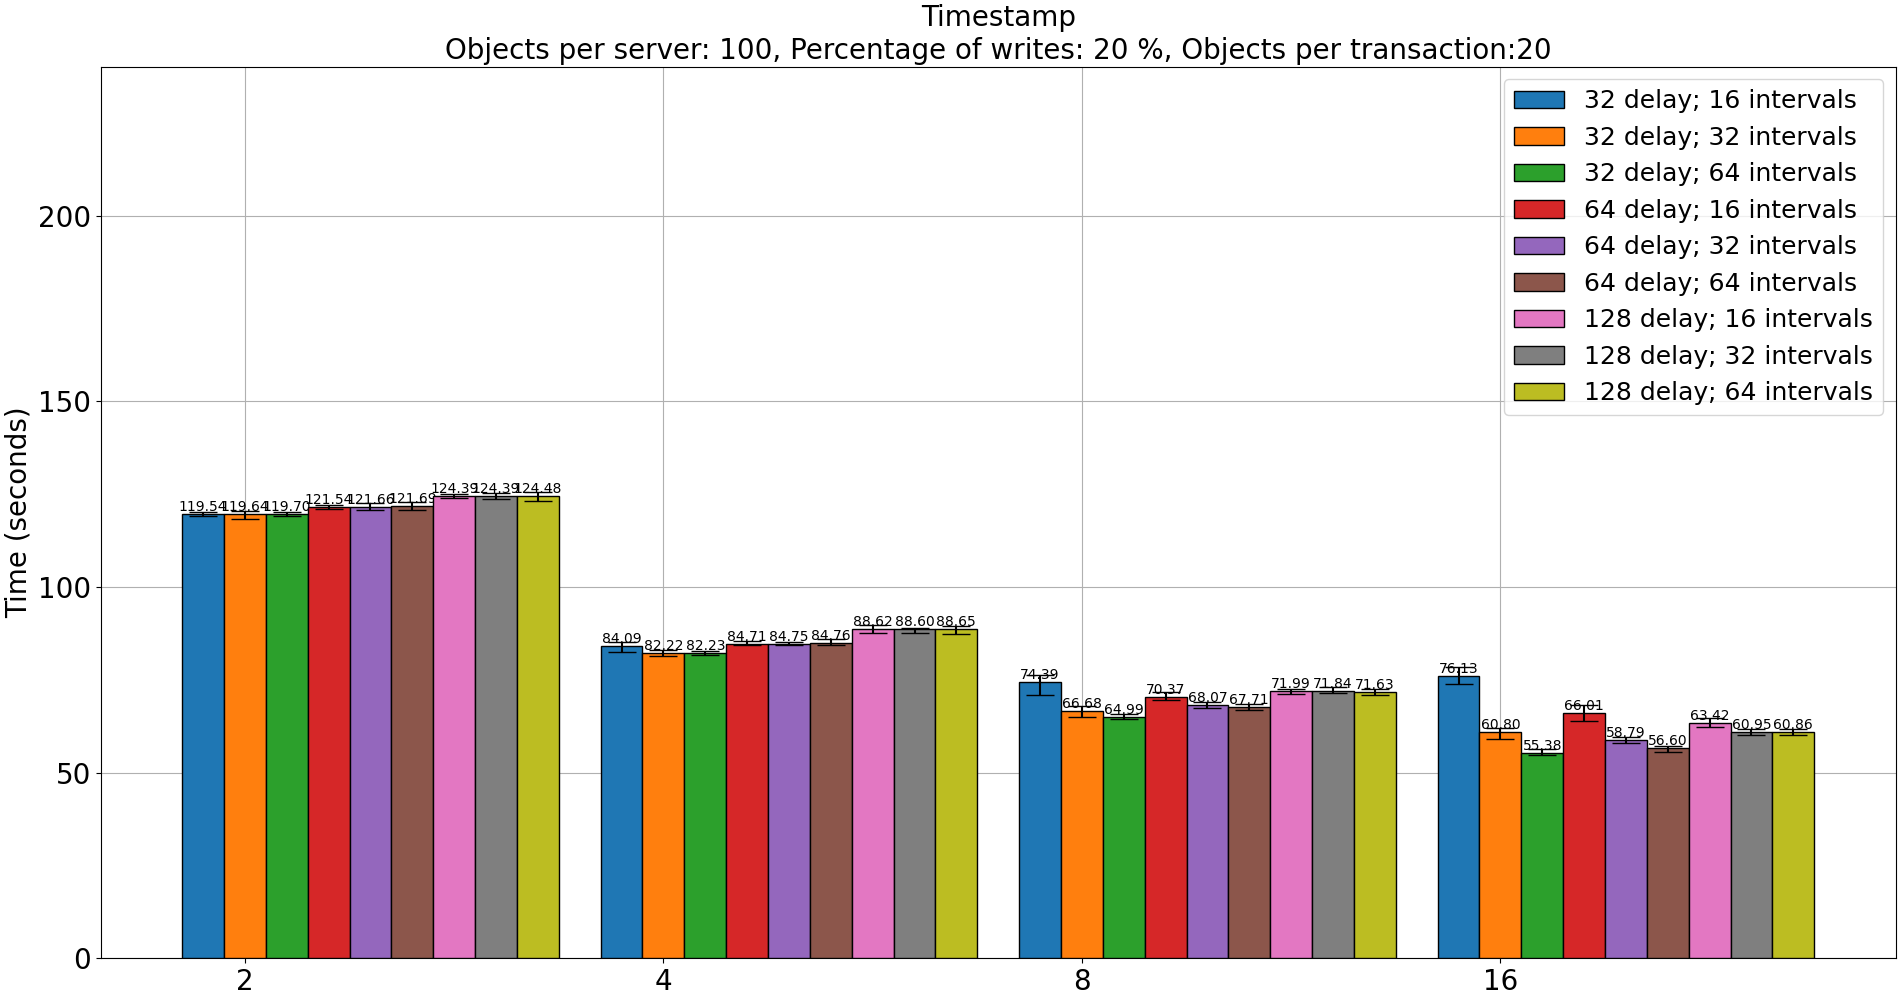 Timestamp
Objects per server: 100, Percentage of writes: 20 %, Objects per transaction:20
32 delay; 16 intervals
32 delay; 32 intervals
32 delay; 64 intervals
64 delay; 16 intervals
64 delay; 32 intervals
64 delay; 64 intervals
128 delay; 16 intervals
128 delay; 32 intervals
128 delay; 64 intervals
Time (seconds)
200
150
100
50
0
119.54 119.64 119.70 121.54 121.66 121.69 124.39 124.39 124.48
84.09 82.22 82.23 84.71 84.75 84.76 88.62 88.60 88.65
74.39 66.68 64.99 70.37 68.07 67.71 71.99 71.84 71.63
76.13 60.80 55.38 66.01 58.79 56.60 63.42 60.95 60.86
2 4 8 16